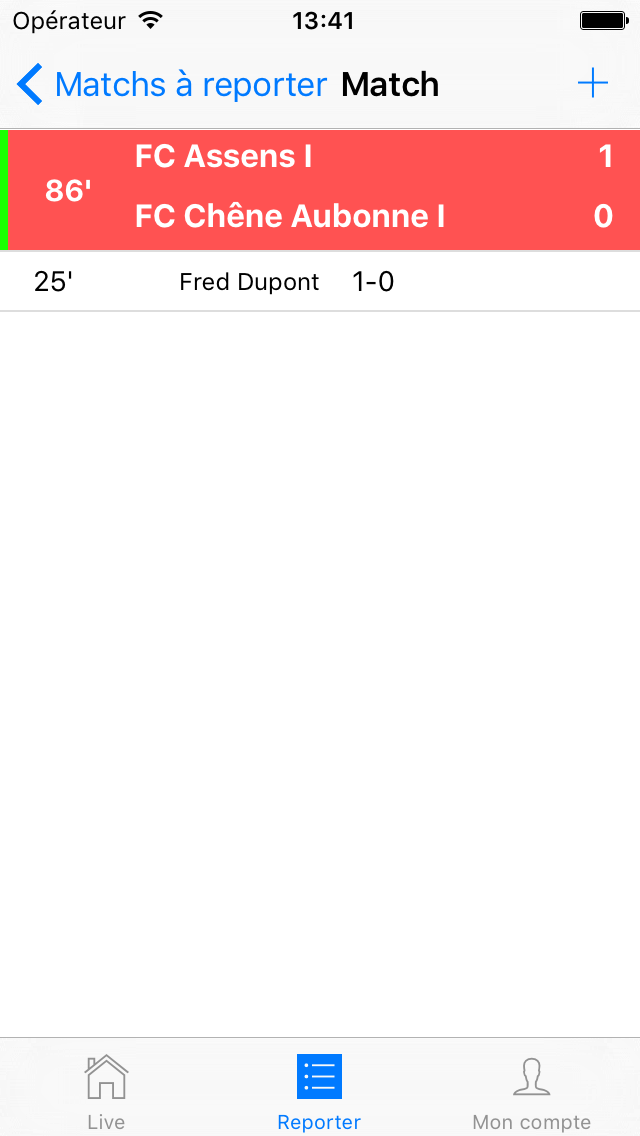 Opérateur 13:41
Matchs à reporter Match
FC Assens I 1
86'
FC Chêne Aubonne I 0
25' Fred Dupont 1-0
Live Reporter Mon compte